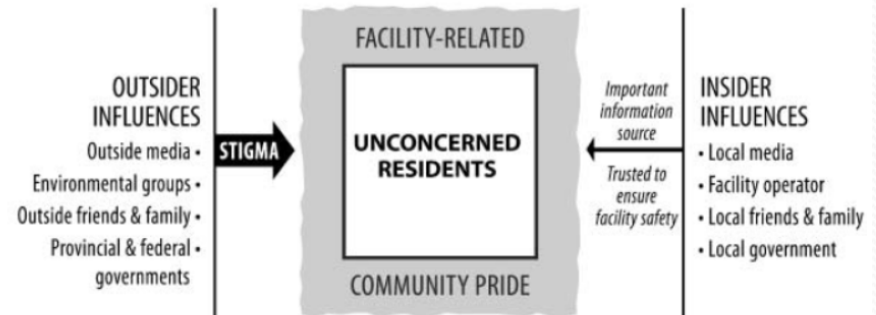 OUTSIDER
INFLUENCES
Outside media •
Environmental groups •
Outside friends & family •
Provincial & federal •
governments
STIGMA
FACILITY-RELATED
UNCONCERNED
RESIDENTS
COMMUNITY PRIDE
Important
information
source
Trusted to
ensure
facility safety
INSIDER
INFLUENCES
• Local media
• Facility operator
• Local friends & family
• Local government